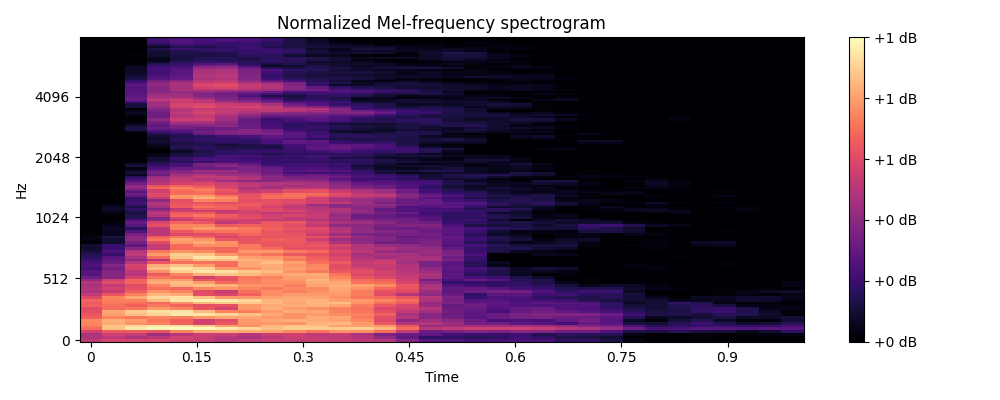 Normalized Mel-frequency spectrogram
Hz
4096
2048
1024
512
0
0 0.15 0.3 0.45 0.6 0.75 0.9
Time
+1 dB
+1 dB
+1 dB
+0 dB
+0 dB
+0 dB